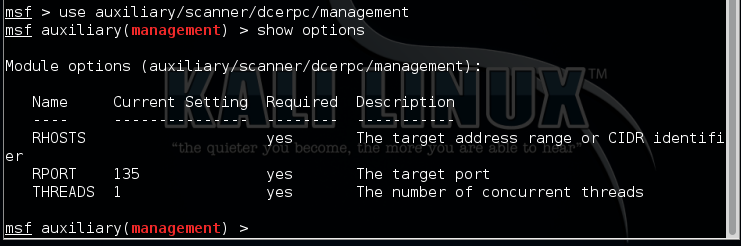 msf > use auxiliary/scanner/dcerpc/management
msf auxiliary(management) > show options
Module options (auxiliary/scanner/dcerpc/management):
Name Current Setting Required Description
---- --------------- -------- -----------
RHOSTS yes The target address range or CIDR identifi
er
RPORT 135 yes The target port
THREADS 1 yes The number of concurrent threads
msf auxiliary(management) >
KALI LINUX™
"the quieter you become, the more you are able to hear"